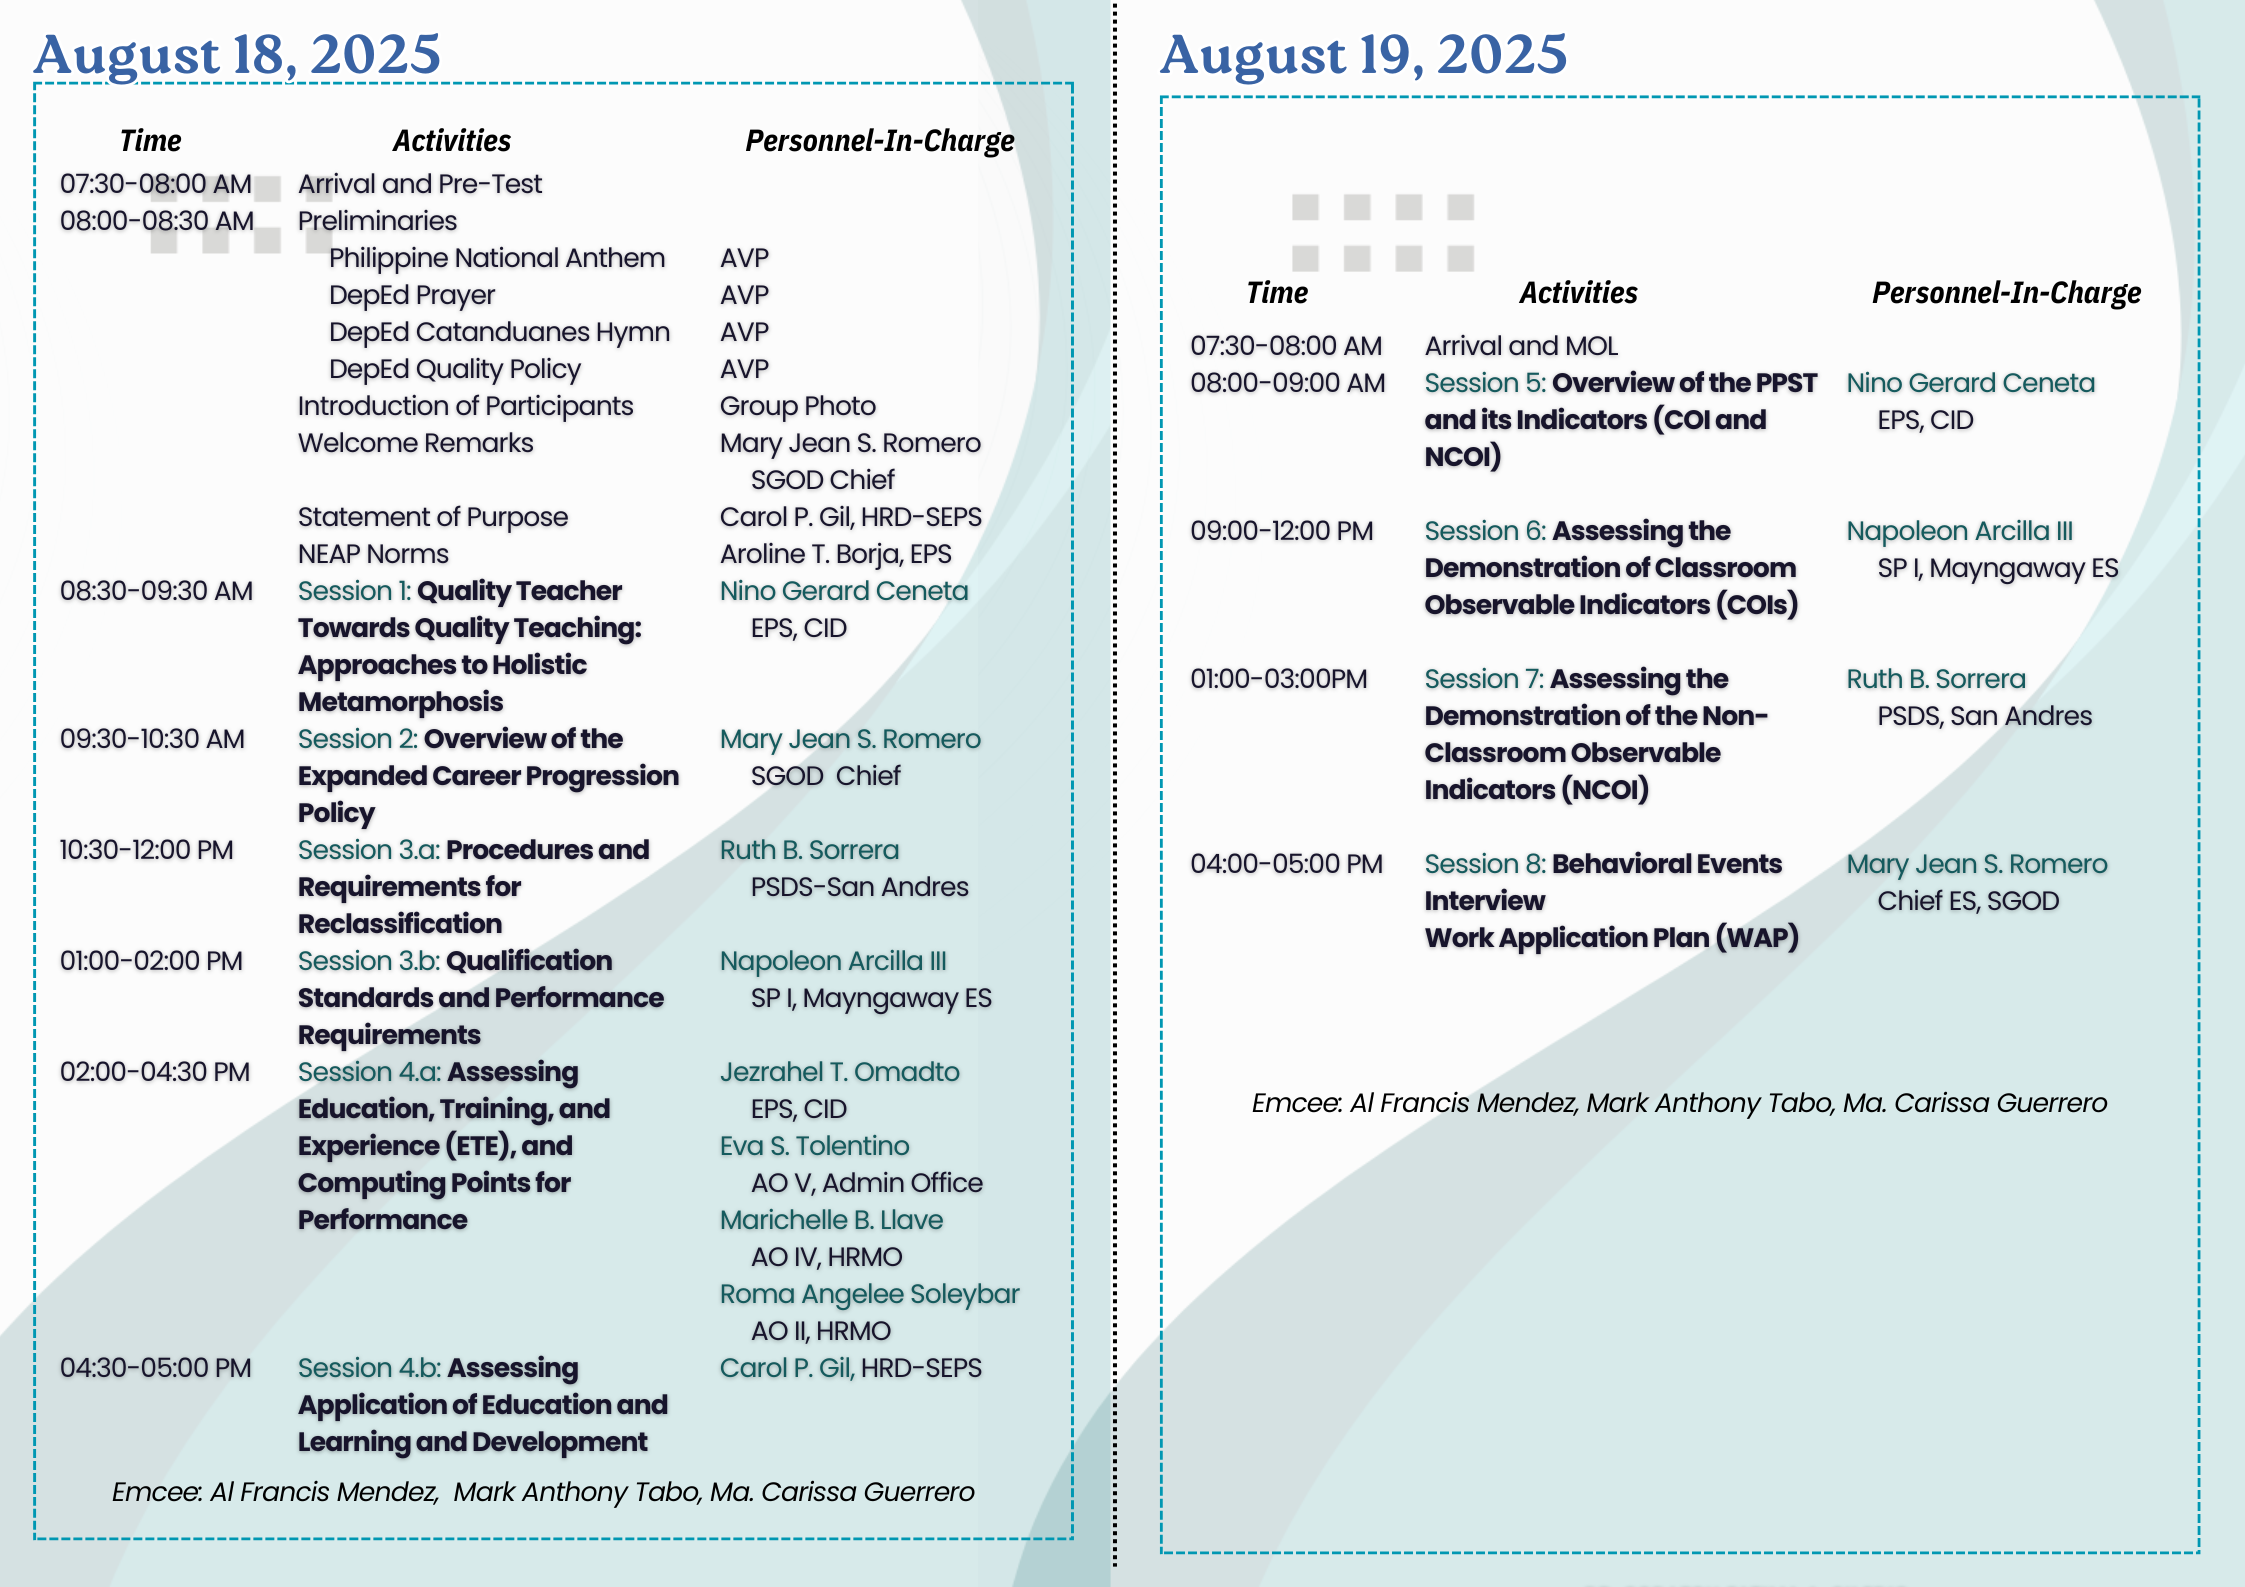 August 18, 2025
Time Activities Personnel-In-Charge
07:30-08:00 AM Arrival and Pre-Test
08:00-08:30 AM Preliminaries
Philippine National Anthem AVP
DepEd Prayer AVP
DepEd Catanduanes Hymn AVP
DepEd Quality Policy AVP
Introduction of Participants Group Photo
Welcome Remarks Mary Jean S. Romero
SGOD Chief
Statement of Purpose Carol P. Gil, HRD-SEPS
NEAP Norms Aroline T. Borja, EPS
08:30-09:30 AM Session 1: Quality Teacher Nino Gerard Ceneta
Towards Quality Teaching: EPS, CID
Approaches to Holistic
Metamorphosis
09:30-10:30 AM Session 2: Overview of the Mary Jean S. Romero
Expanded Career Progression SGOD Chief
Policy
10:30-12:00 PM Session 3.a: Procedures and Ruth B. Sorrera
Requirements for PSDS-San Andres
Reclassification
01:00-02:00 PM Session 3.b: Qualification Napoleon Arcilla III
Standards and Performance SP I, Mayngaway ES
Requirements
02:00-04:30 PM Session 4.a: Assessing Jezrahel T. Omadto
Education, Training, and EPS, CID
Experience (ETE), and Eva S. Tolentino
Computing Points for AO V, Admin Office
Performance Marichelle B. Llave
AO IV, HRMO
Roma Angelee Soleybar
AO II, HRMO
04:30-05:00 PM Session 4.b: Assessing Carol P. Gil, HRD-SEPS
Application of Education and
Learning and Development
Emcee: Al Francis Mendez, Mark Anthony Tabo, Ma. Carissa Guerrero
August 19, 2025
Time Activities Personnel-In-Charge
07:30-08:00 AM Arrival and MOL
08:00-09:00 AM Session 5: Overview of the PPST Nino Gerard Ceneta
and its Indicators (COI and EPS, CID
NCOI)
09:00-12:00 PM Session 6: Assessing the Napoleon Arcilla III
Demonstration of Classroom SP I, Mayngaway ES
Observable Indicators (COIs)
01:00-03:00PM Session 7: Assessing the Ruth B. Sorrera
Demonstration of the Non- PSDS, San Andres
Classroom Observable
Indicators (NCOI)
04:00-05:00 PM Session 8: Behavioral Events Mary Jean S. Romero
Interview Chief ES, SGOD
Work Application Plan (WAP)
Emcee: Al Francis Mendez, Mark Anthony Tabo, Ma. Carissa Guerrero